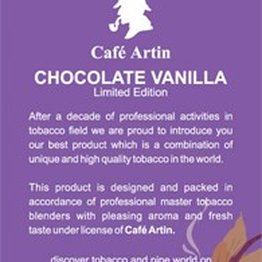 Café Artin
CHOCOLATE VANILLA
Limited Edition
After a decade of professional activities in
tobacco field we are proud to introduce you
our best product which is a combination of
unique and high quality tobacco in the world.
This product is designed and packed in
accordance of professional master tobacco
blenders with pleasing aroma and fresh
taste under license of Café Artin.
discover tobacco and pipe world on